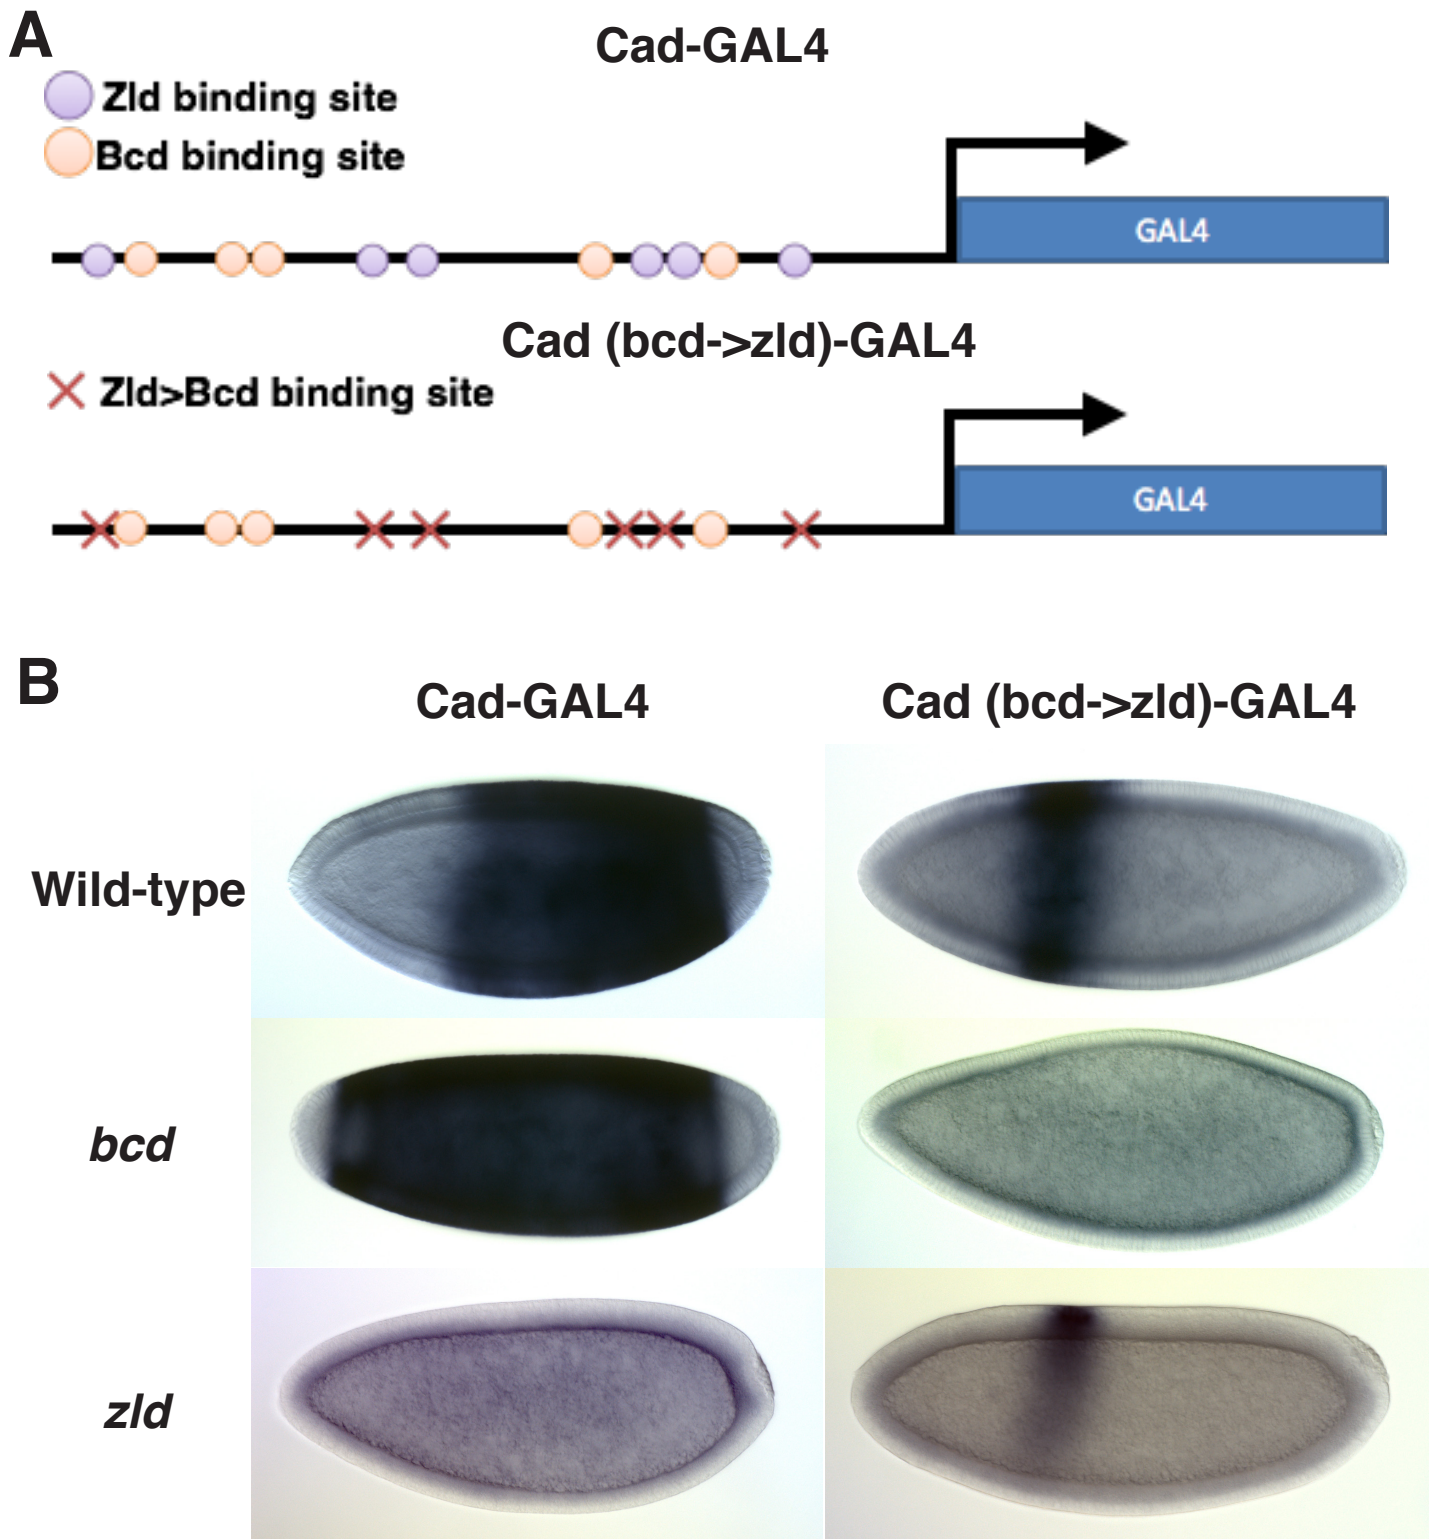 A
Cad-GAL4
Zld binding site
Bcd binding site
GAL4
Cad (bcd->zld)-GAL4
Zld>Bcd binding site
GAL4
B
Cad-GAL4
Cad (bcd->zld)-GAL4
Wild-type
bcd
zld